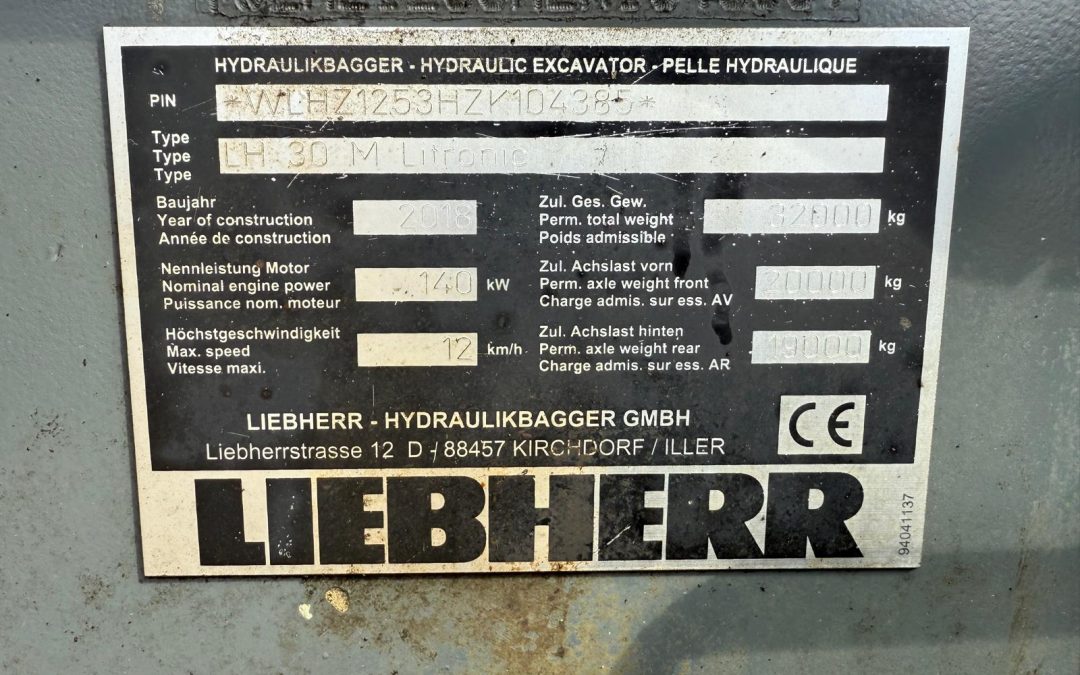 HYDRAULIKBAGGER - HYDRAULIC EXCAVATOR - PELLE HYDRAULIQUE
PIN *WLHZ1253HZK104385*
Type
Type LH 30 M Litronic
Type
Baujahr
Year of construction 2018
Année de construction
Zul. Ges. Gew.
Perm. total weight 32000 kg
Poids admissible
Nennleistung Motor
Nominal engine power 140 kW
Puissance nom. moteur
Zul. Achslast vorn
Perm. axle weight front 20000 kg
Charge admis. sur ess. AV
Höchstgeschwindigkeit
Max. speed 12 km/h
Vitesse maxi.
Zul. Achslast hinten
Perm. axle weight rear 19000 kg
Charge admis. sur ess. AR
LIEBHERR - HYDRAULIKBAGGER GMBH
Liebherrstrasse 12 D - 88457 KIRCHDORF / ILLER
CE
LIEBHERR
94041137